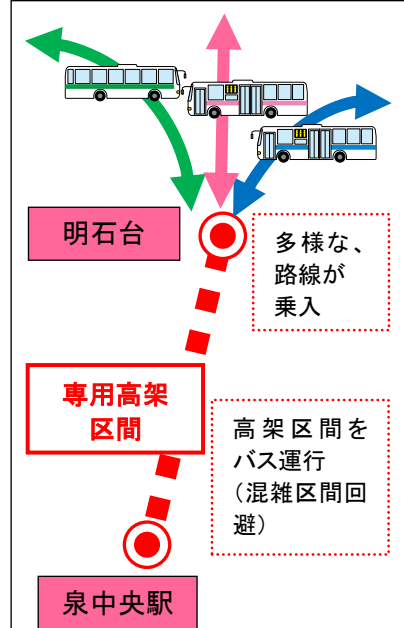 明石台
多様な、
路線が
乗入
専用高架
区間
高架区間を
バス運行
（混雑区間回
避）
泉中央駅